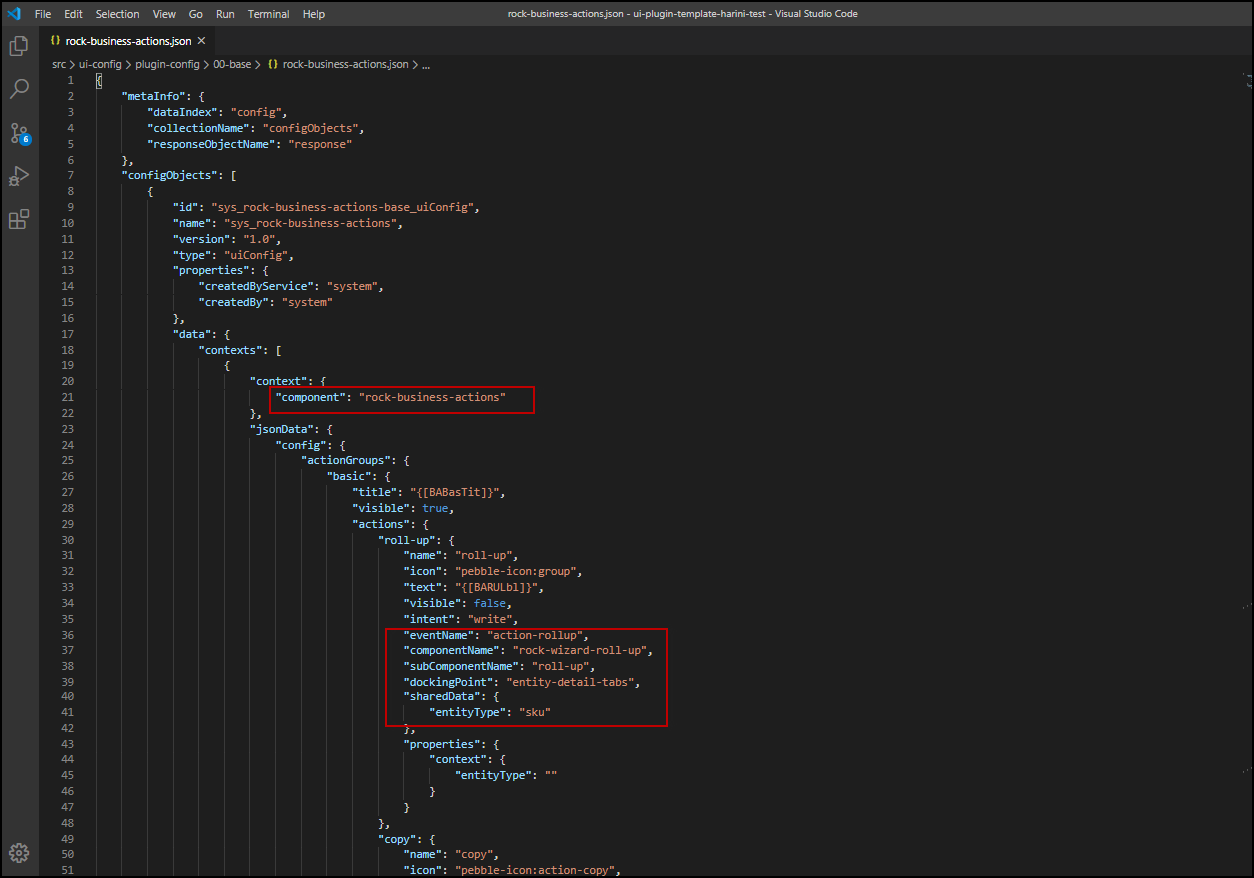 File Edit Selection View Go Run Terminal Help
rock-business-actions.json - ui-plugin-template-harini-test - Visual Studio Code
{} rock-business-actions.json ×
src > ui-config > plugin-config > 00-base > {} rock-business-actions.json > ...
6
1 {
2 "metaInfo": {
3 "dataIndex": "config",
4 "collectionName": "configObjects",
5 "responseObjectName": "response"
6 },
7 "configObjects": [
8 {
9 "id": "sys_rock-business-actions-base_uiConfig",
10 "name": "sys_rock-business-actions",
11 "version": "1.0",
12 "type": "uiConfig",
13 "properties": {
14 "createdByService": "system",
15 "createdBy": "system"
16 },
17 "data": {
18 "contexts": [
19 {
20 "context": {
21 "component": "rock-business-actions"
22 },
23 "jsonData": {
24 "config": {
25 "actionGroups": {
26 "basic": {
27 "title": "{[BABasTit]}",
28 "visible": true,
29 "actions": {
30 "roll-up": {
31 "name": "roll-up",
32 "icon": "pebble-icon:group",
33 "text": "{[BARULbl]}",
34 "visible": false,
35 "intent": "write",
36 "eventName": "action-rollup",
37 "componentName": "rock-wizard-roll-up",
38 "subComponentName": "roll-up",
39 "dockingPoint": "entity-detail-tabs",
40 "sharedData": {
41 "entityType": "sku"
42 },
43 "properties": {
44 "context": {
45 "entityType": ""
46 }
47 }
48 },
49 "copy": {
50 "name": "copy",
51 "icon": "pebble-icon:action-copy",